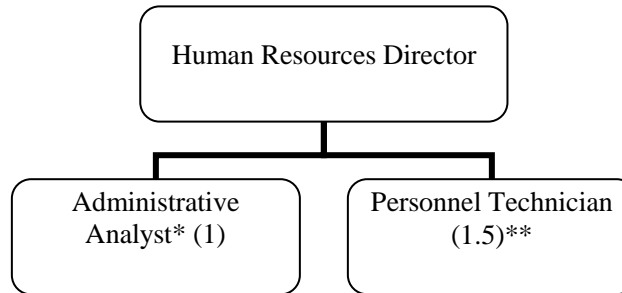 Human Resources Director
Administrative
Analyst* (1)
Personnel Technician
(1.5)**